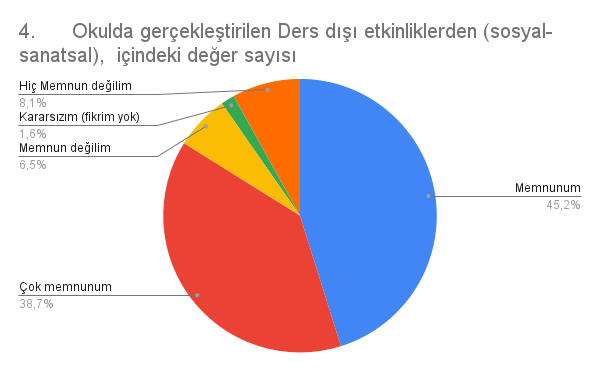 4. Okulda gerçekleştirilen Ders dışı etkinliklerden (sosyal-
sanatsal), içindeki değer sayısı
Hiç Memnun değilim
8,1%
Kararsızım (fikrim yok)
1,6%
Memnun değilim
6,5%
Memnunum
45,2%
Çok memnunum
38,7%